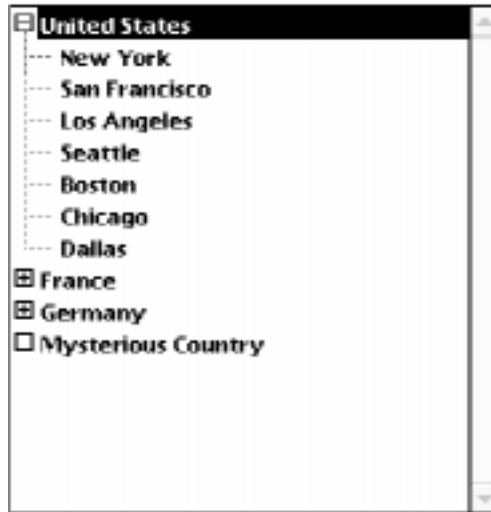 United States
New York
San Francisco
Los Angeles
Seattle
Boston
Chicago
Dallas
France
Germany
Mysterious Country